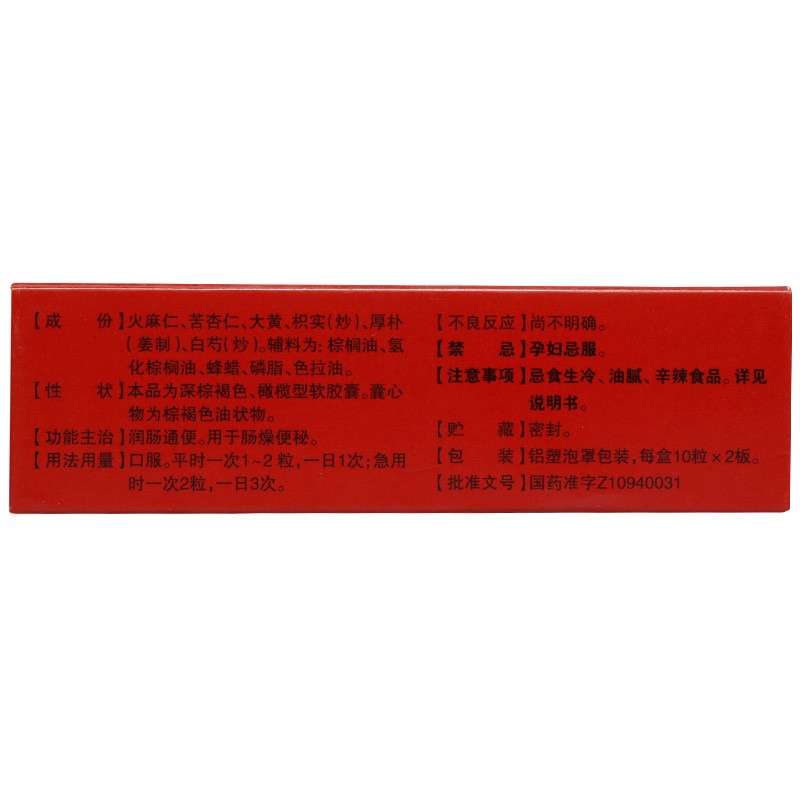 【成　　份】火麻仁、苦杏仁、大黄、枳实(炒)、厚朴
(姜制)、白芍(炒)。辅料为:棕榈油、氢
化棕榈油、蜂蜡、磷脂、色拉油。
【性　　状】本品为深棕褐色、橄榄型软胶囊。囊心
物为棕褐色油状物。
【功能主治】润肠通便。用于肠燥便秘。
【用法用量】口服。平时一次1~2粒,一日1次;急用
时一次2粒,一日3次。
【不良反应】尚不明确。
【禁　　忌】孕妇忌服。
【注意事项】忌食生冷、油腻、辛辣食品。详见
说明书。
【贮　　藏】密封。
【包　　装】铝塑泡罩包装,每盒10粒×2板。
【批准文号】国药准字Z10940031